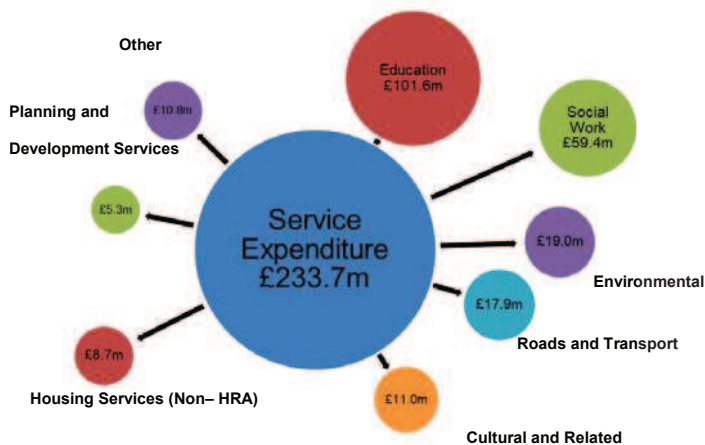 Other
£10.8m
Education
£101.6m
Social
Work
£59.4m
Planning and
Development Services
£5.3m
Service
Expenditure
£233.7m
£19.0m
Environmental
£17.9m
Roads and Transport
£8.7m
Housing Services (Non– HRA)
£11.0m
Cultural and Related